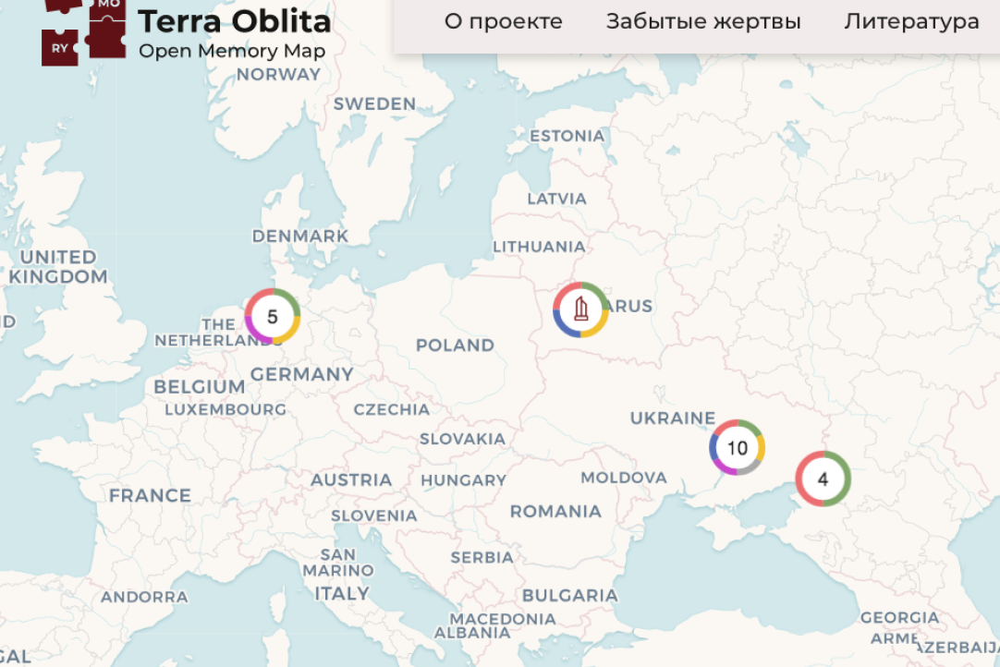 MO
RY
Terra Oblita
Open Memory Map
О проекте
Забытые жертвы
Литература
NORWAY
SWEDEN
ESTONIA
LATVIA
DENMARK
LITHUANIA
UNITED
KINGDOM
ARUS
5
THE
NETHERLANDS
POLAND
GERMANY
BELGIUM
LUXEMBOURG
CZECHIA
UKRAINE
SLOVAKIA
10
4
AUSTRIA
HUNGARY
MOLDOVA
FRANCE
ROMANIA
SLOVENIA
SAN
MARINO
SERBIA
ITALY
ANDORRA
BULGARIA
MACEDONIA
ALBANIA
GEORGIA
ARME
AZERBAIJA
GAL